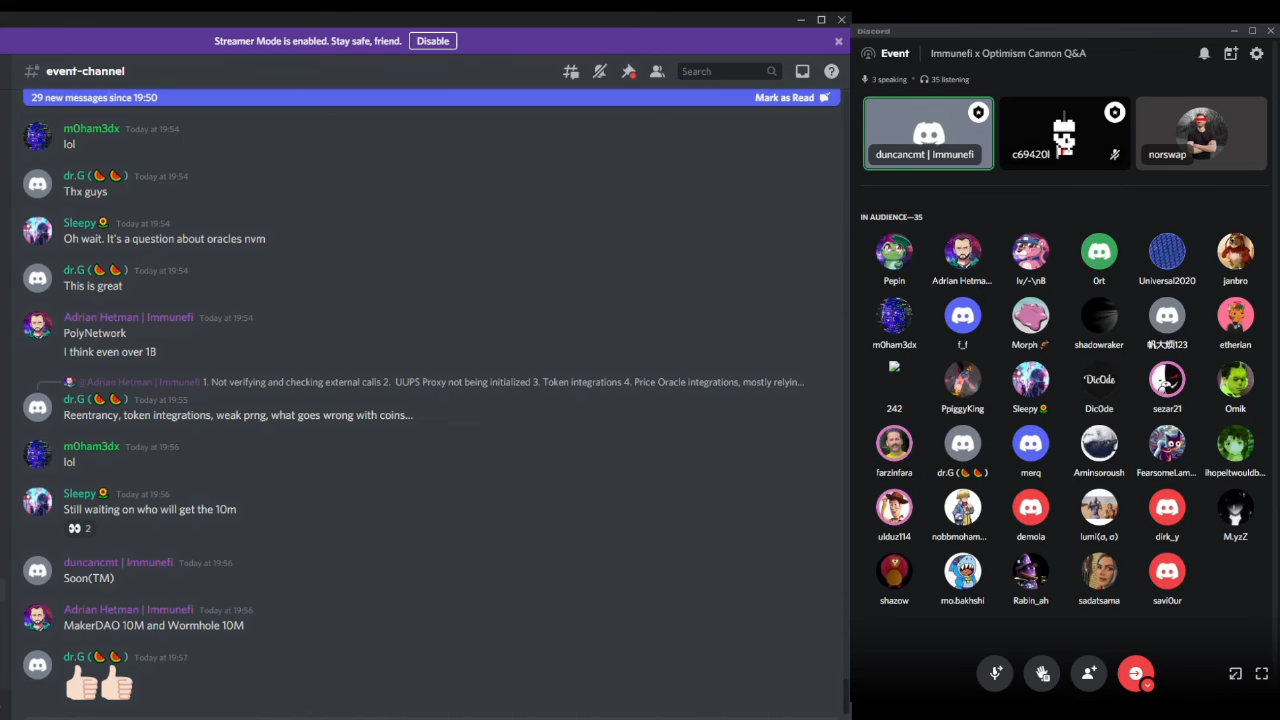 Streamer Mode is enabled. Stay safe, friend. Disable
event-channel
Search
29 new messages since 19:50
Mark as Read
m0ham3dx Today at 19:54
lol
dr.G (🍉 🍉 ) Today at 19:54
Thx guys
Sleepy🌻 Today at 19:54
Oh wait. It's a question about oracles nvm
dr.G (🍉 🍉 ) Today at 19:54
This is great
Adrian Hetman | Immunefi Today at 19:54
PolyNetwork
I think even over 1B
@Adrian Hetman | Immunefi 1. Not verifying and checking external calls 2. UUPS Proxy not being initialized 3. Token integrations 4. Price Oracle integrations, mostly relyin...
dr.G (🍉 🍉 ) Today at 19:55
Reentrancy, token integrations, weak prng, what goes wrong with coins...
m0ham3dx Today at 19:56
lol
Sleepy🌻 Today at 19:56
Still waiting on who will get the 10m
👀 2
duncancmt | Immunefi Today at 19:56
Soon(TM)
Adrian Hetman | Immunefi Today at 19:56
MakerDAO 10M and Wormhole 10M
dr.G (🍉 🍉 ) Today at 19:57
👍🏻👍🏻
Discord
Event Immunefi x Optimism Cannon Q&A
3 speaking • 35 listening
duncancmt | Immunefi
c69420l
norswap
IN AUDIENCE—35
Pepin Adrian Hetma... lv/-\nB 0rt Universal2020 janbro
m0ham3dx f_f Morph shadowraker 帆大烦123 etherian
242 PpiggyKing Sleepy🌻 Dic0de sezar21 Omik
farzinfara dr.G (🍉 🍉 ) merq Aminsoroush FearsomeLam... ihopeitwouldb...
ulduz114 nobbmoham... demola lumi(σ, σ) dirk_y M.yzZ
shazow mo.bakhshi Rabin_ah sadatsama savi0ur